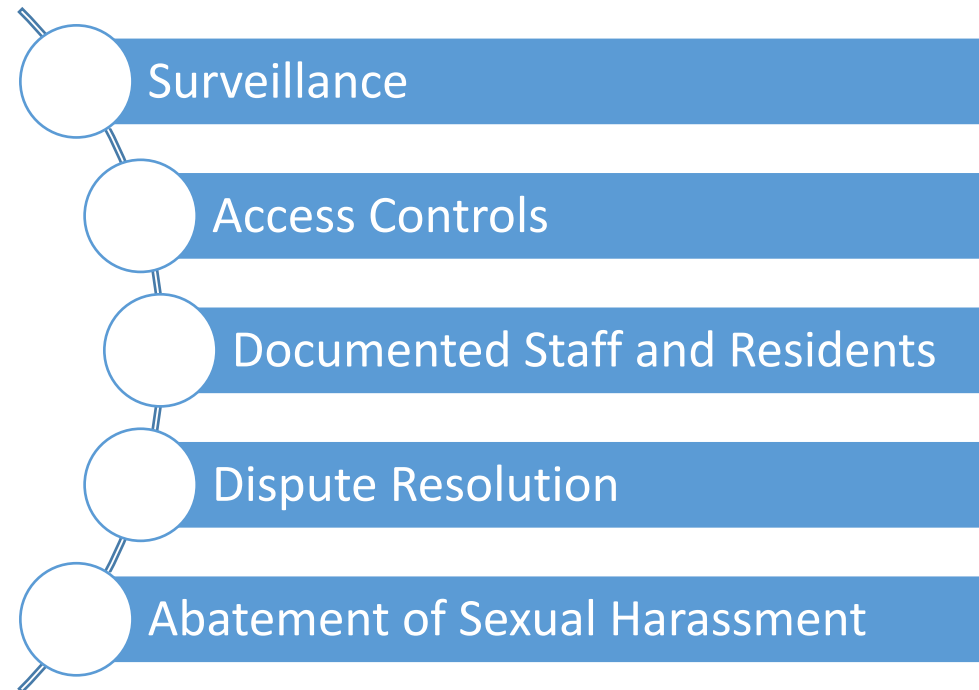 Surveillance
Access Controls
Documented Staff and Residents
Dispute Resolution
Abatement of Sexual Harassment